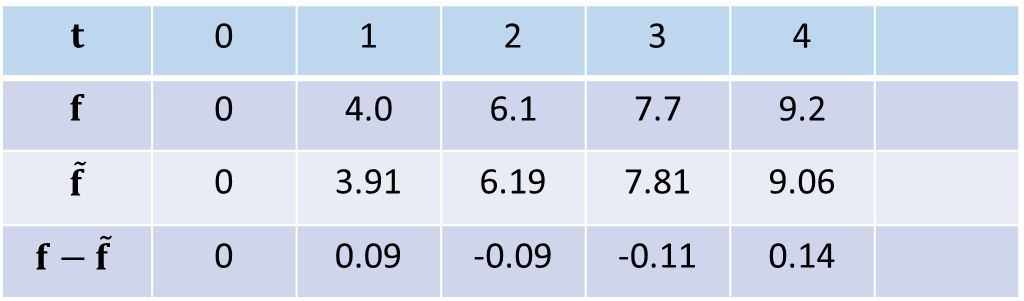 t 0 1 2 3 4
f 0 4.0 6.1 7.7 9.2
f̃ 0 3.91 6.19 7.81 9.06
f − f̃ 0 0.09 -0.09 -0.11 0.14